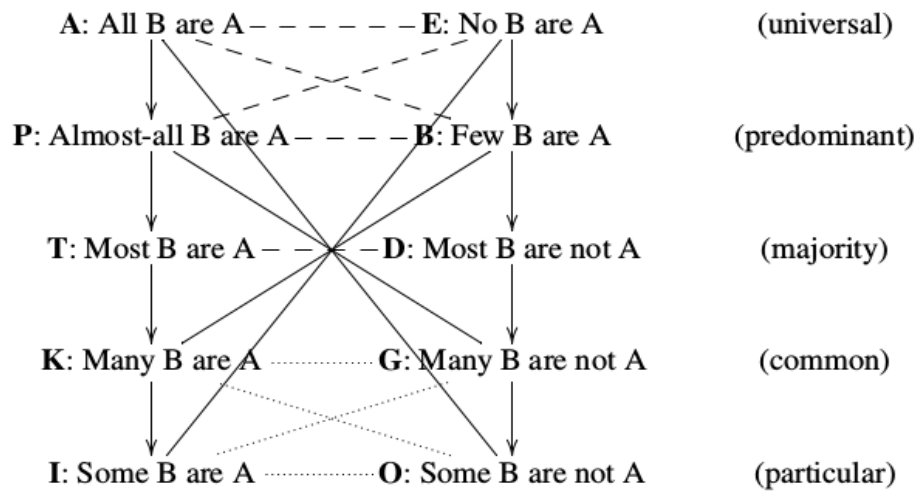 A: All B are A E: No B are A (universal)
P: Almost-all B are A B: Few B are A (predominant)
T: Most B are A D: Most B are not A (majority)
K: Many B are A G: Many B are not A (common)
I: Some B are A O: Some B are not A (particular)